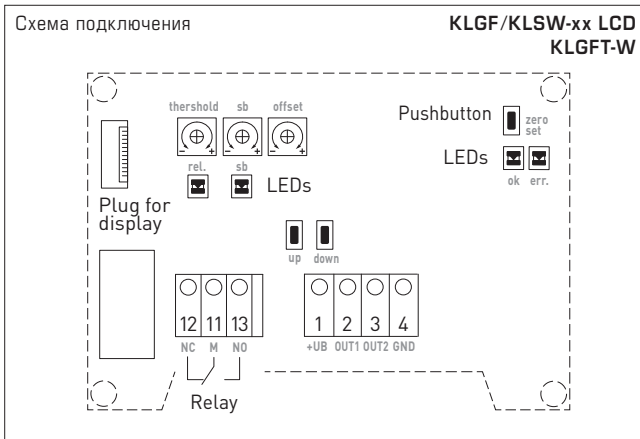 Схема подключения
KLGF/KLSW-xx LCD
KLGFT-W
thershold sb offset
Pushbutton
zero
set
LEDs
ok err.
- + - + - +
rel. sb
LEDs
Plug for
display
up down
12 11 13
NC M NO
1 2 3 4
+UB OUT1 OUT2 GND
Relay